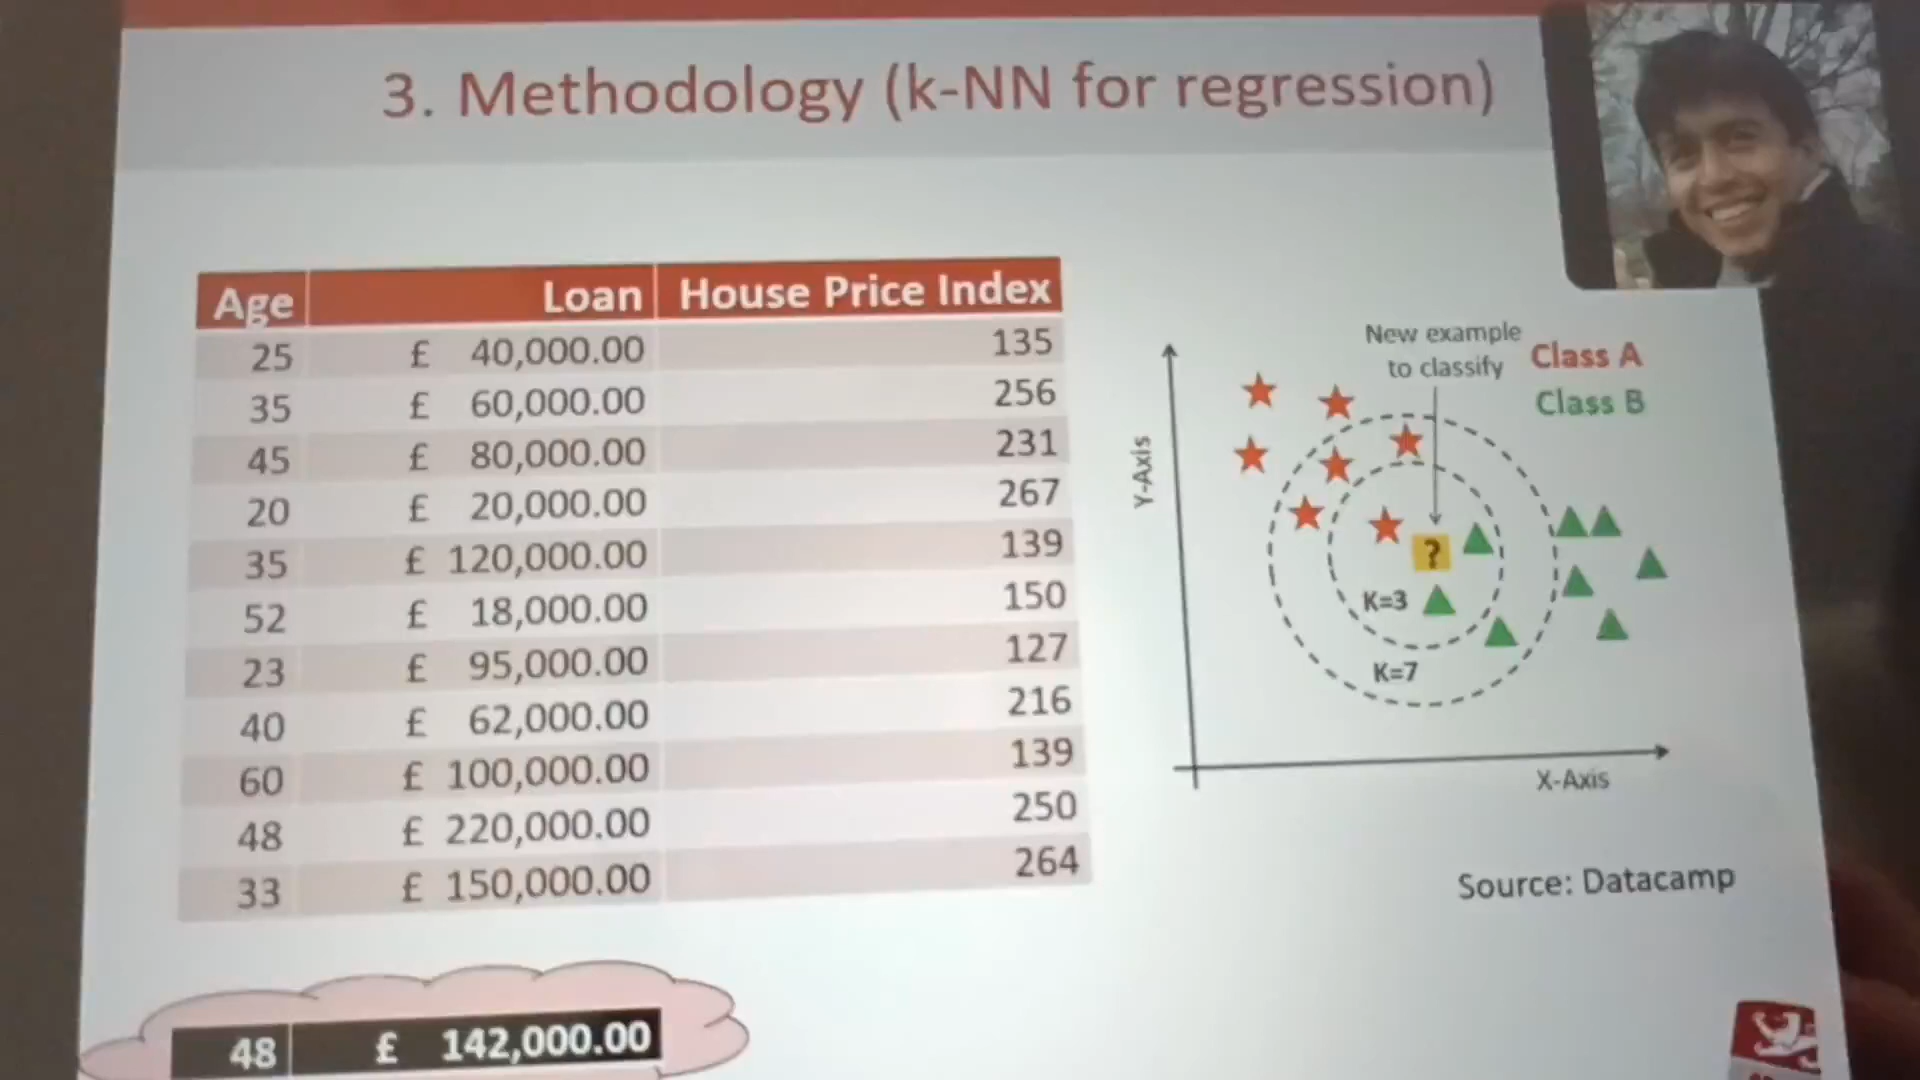 3. Methodology (k-NN for regression)
Age Loan House Price Index
25 £ 40,000.00 135
35 £ 60,000.00 256
45 £ 80,000.00 231
20 £ 20,000.00 267
35 £ 120,000.00 139
52 £ 18,000.00 150
23 £ 95,000.00 127
40 £ 62,000.00 216
60 £ 100,000.00 139
48 £ 220,000.00 250
33 £ 150,000.00 264
48 £ 142,000.00
New example
to classify
Class A
Class B
Y-Axis
?
K=3
K=7
X-Axis
Source: Datacamp